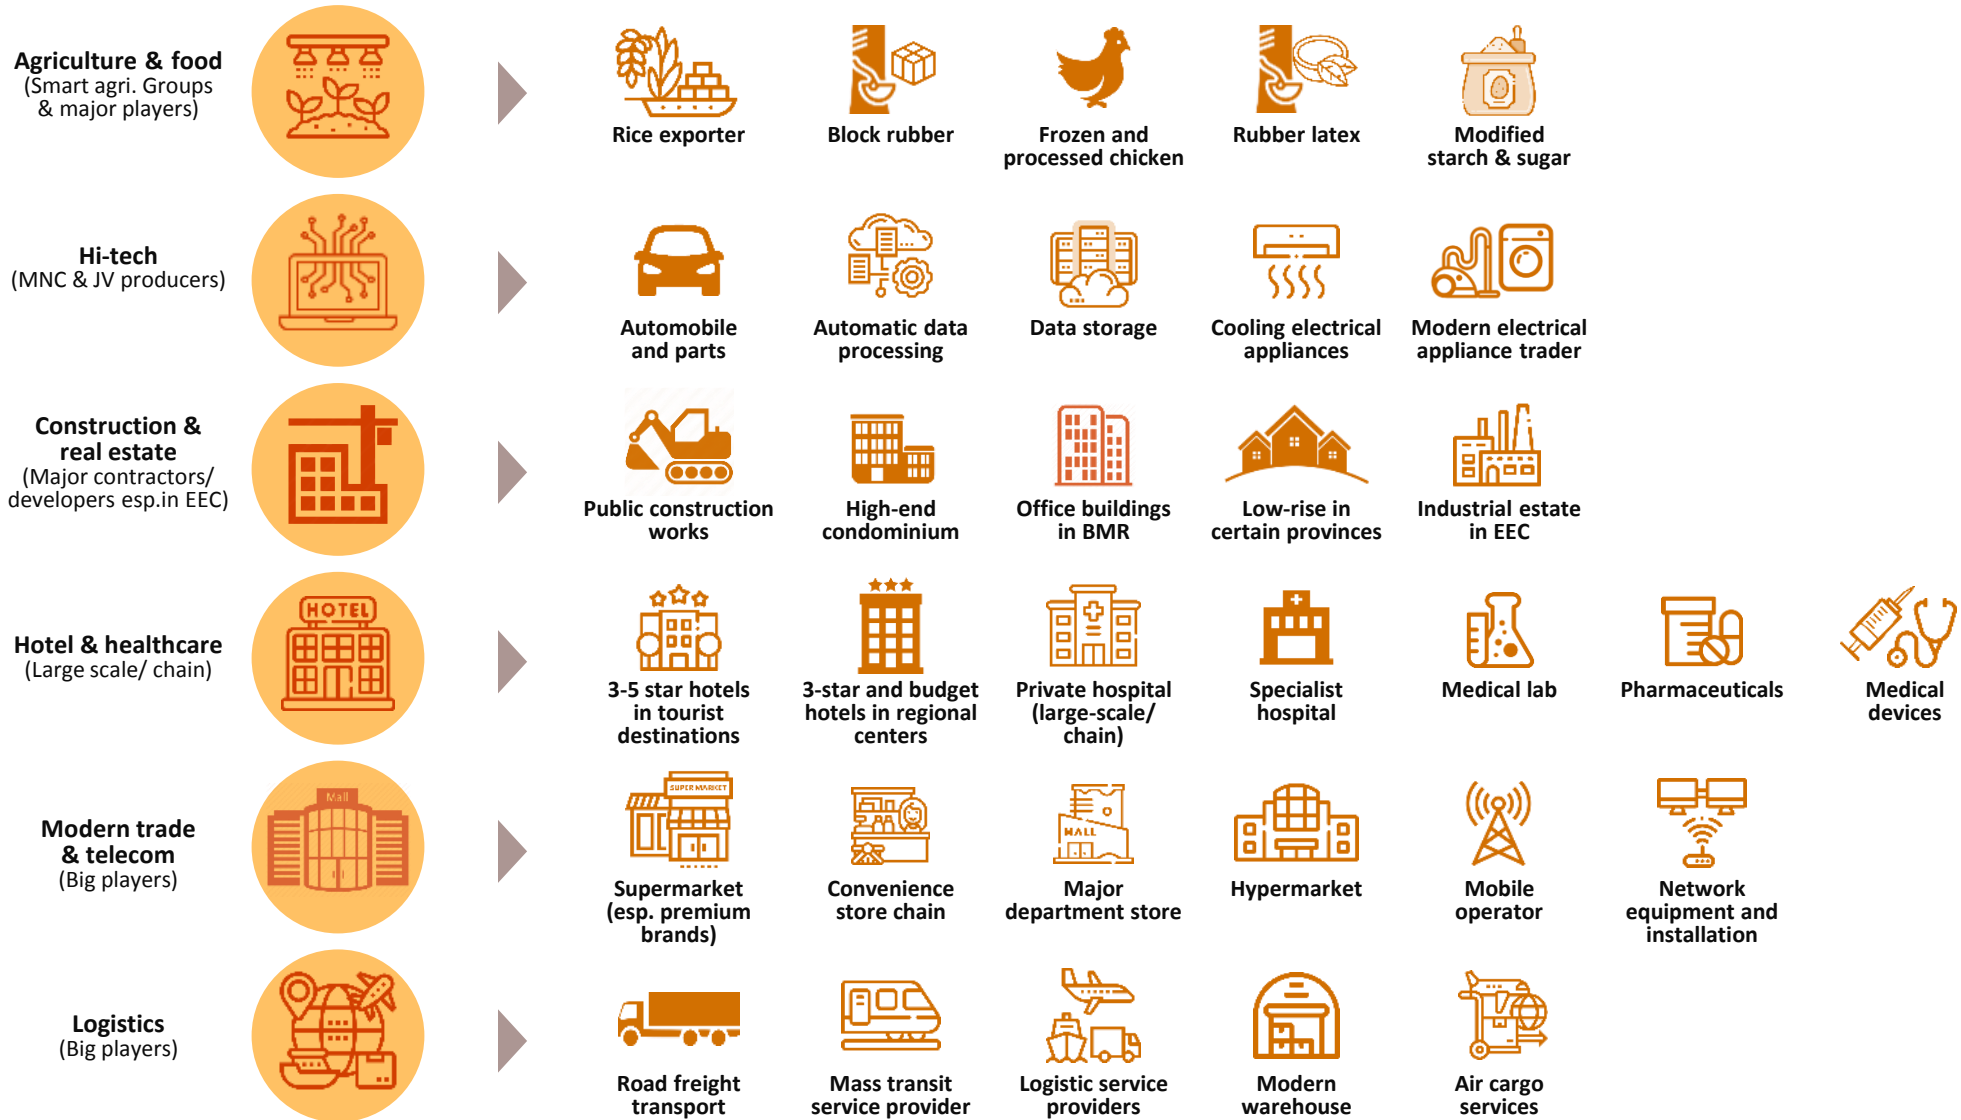 Agriculture & food
(Smart agri. Groups
& major players)
Rice exporter
Block rubber
Frozen and
processed chicken
Rubber latex
Modified
starch & sugar
Hi-tech
(MNC & JV producers)
Automobile
and parts
Automatic data
processing
Data storage
Cooling electrical
appliances
Modern electrical
appliance trader
Construction &
real estate
(Major contractors/
developers esp.in EEC)
Public construction
works
High-end
condominium
Office buildings
in BMR
Low-rise in
certain provinces
Industrial estate
in EEC
Hotel & healthcare
(Large scale/ chain)
HOTEL
3-5 star hotels
in tourist
destinations
3-star and budget
hotels in regional
centers
Private hospital
(large-scale/
chain)
Specialist
hospital
Medical lab
Pharmaceuticals
Medical
devices
Modern trade
& telecom
(Big players)
Mall
SUPER MARKET
Supermarket
(esp. premium
brands)
Convenience
store chain
MALL
Major
department store
Hypermarket
Mobile
operator
Network
equipment and
installation
Logistics
(Big players)
Road freight
transport
Mass transit
service provider
Logistic service
providers
Modern
warehouse
Air cargo
services